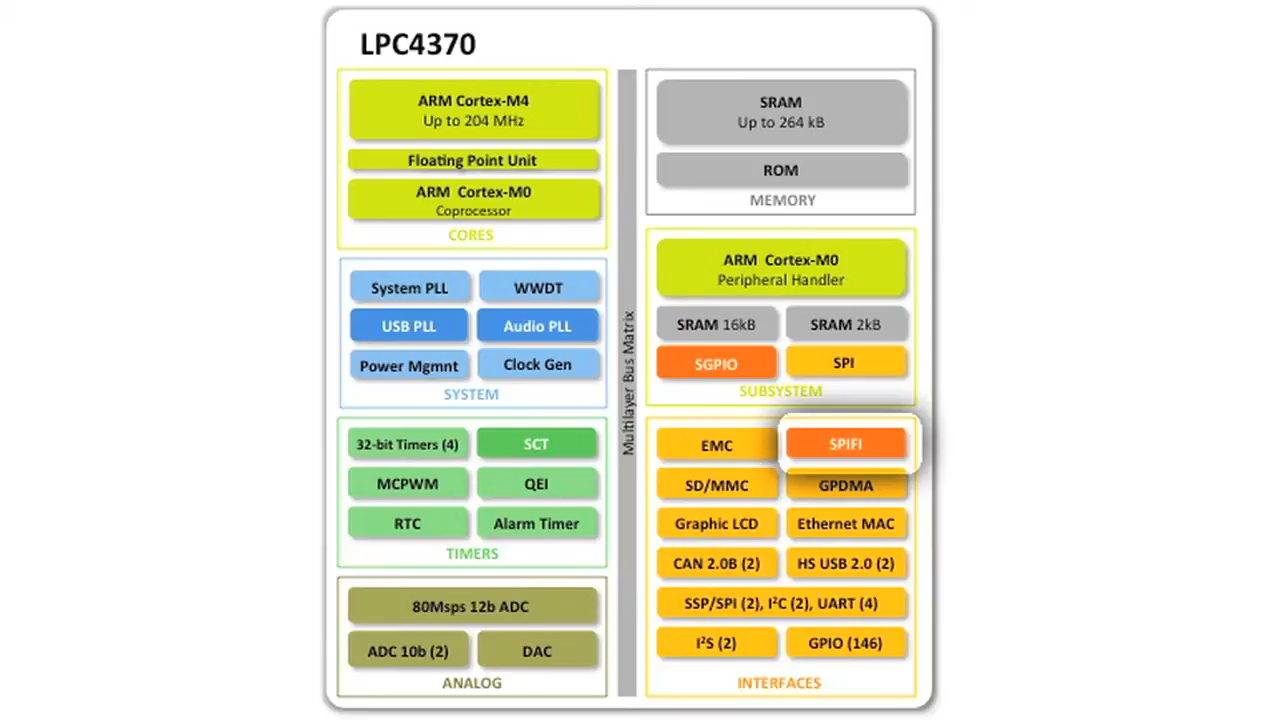 LPC4370
ARM Cortex-M4
Up to 204 MHz
Floating Point Unit
ARM Cortex-M0
Coprocessor
CORES
System PLL
WWDT
USB PLL
Audio PLL
Power Mgmnt
Clock Gen
SYSTEM
32-bit Timers (4)
SCT
MCPWM
QEI
RTC
Alarm Timer
TIMERS
80Msps 12b ADC
ADC 10b (2)
DAC
ANALOG
Multilayer Bus Matrix
SRAM
Up to 264 kB
ROM
MEMORY
ARM Cortex-M0
Peripheral Handler
SRAM 16kB
SRAM 2kB
SGPIO
SPI
SUBSYSTEM
EMC
SPIFI
SD/MMC
GPDMA
Graphic LCD
Ethernet MAC
CAN 2.0B (2)
HS USB 2.0 (2)
SSP/SPI (2), I²C (2), UART (4)
I²S (2)
GPIO (146)
INTERFACES